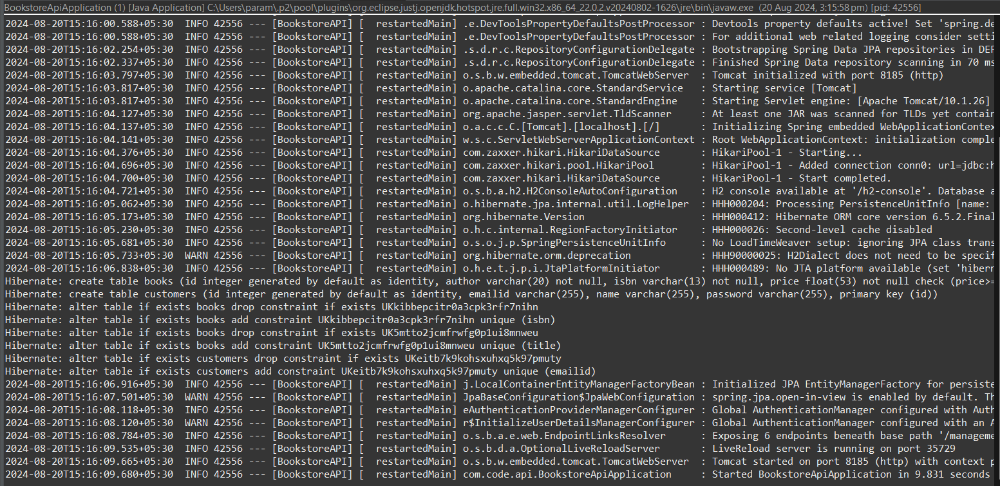 BookstoreApiApplication (1) [Java Application] C:\Users\param\.p2\pool\plugins\org.eclipse.justj.openjdk.hotspot.jre.full.win32.x86_64_22.0.2.v20240802-1626\jre\bin\javaw.exe (20 Aug 2024, 3:15:58 pm) [pid: 42556]
2024-08-20T15:16:00.588+05:30  INFO 42556 --- [BookstoreAPI] [  restartedMain] .e.DevToolsPropertyDefaultsPostProcessor : Devtools property defaults active! Set 'spring.de
2024-08-20T15:16:00.588+05:30  INFO 42556 --- [BookstoreAPI] [  restartedMain] .e.DevToolsPropertyDefaultsPostProcessor : For additional web related logging consider setti
2024-08-20T15:16:02.254+05:30  INFO 42556 --- [BookstoreAPI] [  restartedMain] .s.d.r.c.RepositoryConfigurationDelegate : Bootstrapping Spring Data JPA repositories in DEF
2024-08-20T15:16:02.337+05:30  INFO 42556 --- [BookstoreAPI] [  restartedMain] .s.d.r.c.RepositoryConfigurationDelegate : Finished Spring Data repository scanning in 70 ms
2024-08-20T15:16:03.797+05:30  INFO 42556 --- [BookstoreAPI] [  restartedMain] o.s.b.w.embedded.tomcat.TomcatWebServer  : Tomcat initialized with port 8185 (http)
2024-08-20T15:16:03.817+05:30  INFO 42556 --- [BookstoreAPI] [  restartedMain] o.apache.catalina.core.StandardService   : Starting service [Tomcat]
2024-08-20T15:16:03.817+05:30  INFO 42556 --- [BookstoreAPI] [  restartedMain] o.apache.catalina.core.StandardEngine    : Starting Servlet engine: [Apache Tomcat/10.1.26]
2024-08-20T15:16:04.127+05:30  INFO 42556 --- [BookstoreAPI] [  restartedMain] org.apache.jasper.servlet.TldScanner     : At least one JAR was scanned for TLDs yet contain
2024-08-20T15:16:04.137+05:30  INFO 42556 --- [BookstoreAPI] [  restartedMain] o.a.c.c.C.[Tomcat].[localhost].[/]       : Initializing Spring embedded WebApplicationContex
2024-08-20T15:16:04.141+05:30  INFO 42556 --- [BookstoreAPI] [  restartedMain] w.s.c.ServletWebServerApplicationContext : Root WebApplicationContext: initialization comple
2024-08-20T15:16:04.376+05:30  INFO 42556 --- [BookstoreAPI] [  restartedMain] com.zaxxer.hikari.HikariDataSource       : HikariPool-1 - Starting...
2024-08-20T15:16:04.696+05:30  INFO 42556 --- [BookstoreAPI] [  restartedMain] com.zaxxer.hikari.pool.HikariPool        : HikariPool-1 - Added connection conn0: url=jdbc:h
2024-08-20T15:16:04.700+05:30  INFO 42556 --- [BookstoreAPI] [  restartedMain] com.zaxxer.hikari.HikariDataSource       : HikariPool-1 - Start completed.
2024-08-20T15:16:04.721+05:30  INFO 42556 --- [BookstoreAPI] [  restartedMain] o.s.b.a.h2.H2ConsoleAutoConfiguration    : H2 console available at '/h2-console'. Database a
2024-08-20T15:16:05.062+05:30  INFO 42556 --- [BookstoreAPI] [  restartedMain] o.hibernate.jpa.internal.util.LogHelper  : HHH000204: Processing PersistenceUnitInfo [name:
2024-08-20T15:16:05.173+05:30  INFO 42556 --- [BookstoreAPI] [  restartedMain] org.hibernate.Version                    : HHH000412: Hibernate ORM core version 6.5.2.Final
2024-08-20T15:16:05.230+05:30  INFO 42556 --- [BookstoreAPI] [  restartedMain] o.h.c.internal.RegionFactoryInitiator    : HHH000026: Second-level cache disabled
2024-08-20T15:16:05.681+05:30  INFO 42556 --- [BookstoreAPI] [  restartedMain] o.s.o.j.p.SpringPersistenceUnitInfo      : No LoadTimeWeaver setup: ignoring JPA class trans
2024-08-20T15:16:05.733+05:30  WARN 42556 --- [BookstoreAPI] [  restartedMain] org.hibernate.orm.deprecation            : HHH90000025: H2Dialect does not need to be specif
2024-08-20T15:16:06.838+05:30  INFO 42556 --- [BookstoreAPI] [  restartedMain] o.h.e.t.j.p.i.JtaPlatformInitiator       : HHH000489: No JTA platform available (set 'hibern
Hibernate: create table books (id integer generated by default as identity, author varchar(20) not null, isbn varchar(13) not null, price float(53) not null check (price>=
Hibernate: create table customers (id integer generated by default as identity, emailid varchar(255), name varchar(255), password varchar(255), primary key (id))
Hibernate: alter table if exists books drop constraint if exists UKkibbepcitr0a3cpk3rfr7nihn
Hibernate: alter table if exists books add constraint UKkibbepcitr0a3cpk3rfr7nihn unique (isbn)
Hibernate: alter table if exists books drop constraint if exists UK5mtto2jcmfrwfg0p1ui8mnweu
Hibernate: alter table if exists books add constraint UK5mtto2jcmfrwfg0p1ui8mnweu unique (title)
Hibernate: alter table if exists customers drop constraint if exists UKeitb7k9kohsxuhxq5k97pmuty
Hibernate: alter table if exists customers add constraint UKeitb7k9kohsxuhxq5k97pmuty unique (emailid)
2024-08-20T15:16:06.916+05:30  INFO 42556 --- [BookstoreAPI] [  restartedMain] j.LocalContainerEntityManagerFactoryBean : Initialized JPA EntityManagerFactory for persiste
2024-08-20T15:16:07.501+05:30  WARN 42556 --- [BookstoreAPI] [  restartedMain] JpaBaseConfiguration$JpaWebConfiguration : spring.jpa.open-in-view is enabled by default. Th
2024-08-20T15:16:08.118+05:30  INFO 42556 --- [BookstoreAPI] [  restartedMain] eAuthenticationProviderManagerConfigurer : Global AuthenticationManager configured with Auth
2024-08-20T15:16:08.120+05:30  WARN 42556 --- [BookstoreAPI] [  restartedMain] r$InitializeUserDetailsManagerConfigurer : Global AuthenticationManager configured with an A
2024-08-20T15:16:08.784+05:30  INFO 42556 --- [BookstoreAPI] [  restartedMain] o.s.b.a.e.web.EndpointLinksResolver      : Exposing 6 endpoints beneath base path '/manageme
2024-08-20T15:16:09.535+05:30  INFO 42556 --- [BookstoreAPI] [  restartedMain] o.s.b.d.a.OptionalLiveReloadServer       : LiveReload server is running on port 35729
2024-08-20T15:16:09.665+05:30  INFO 42556 --- [BookstoreAPI] [  restartedMain] o.s.b.w.embedded.tomcat.TomcatWebServer  : Tomcat started on port 8185 (http) with context p
2024-08-20T15:16:09.680+05:30  INFO 42556 --- [BookstoreAPI] [  restartedMain] com.code.api.BookstoreApiApplication     : Started BookstoreApiApplication in 9.831 seconds